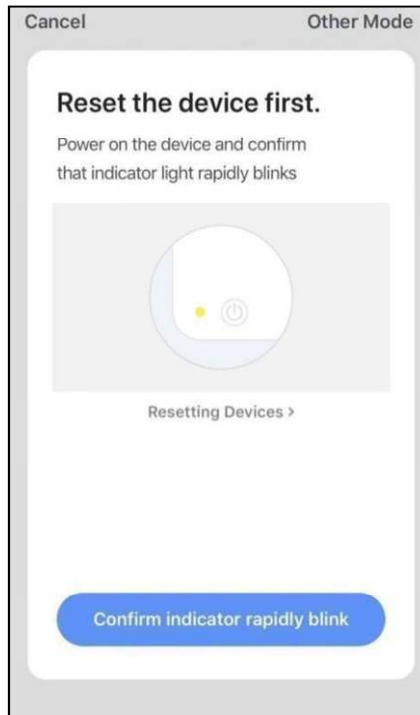 Cancel Other Mode
Reset the device first.
Power on the device and confirm
that indicator light rapidly blinks
Resetting Devices >
Confirm indicator rapidly blink